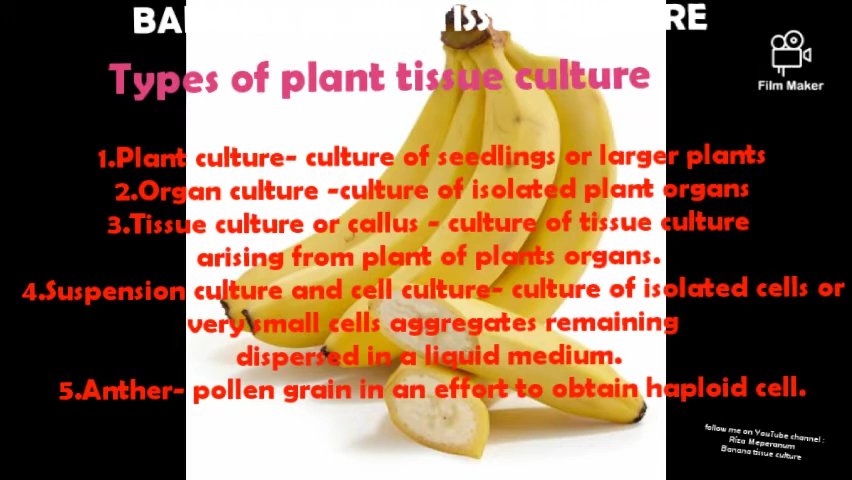 TISS RE
Types of plant tissue culture
1.Plant culture- culture of seedlings or larger plants
2.Organ culture -culture of isolated plant organs
3.Tissue culture or callus - culture of tissue culture
arising from plant of plants organs.
4.Suspension culture and cell culture- culture of isolated cells or
very small cells aggregates remaining
dispersed in a liquid medium.
5.Anther- pollen grain in an effort to obtain haploid cell.
Film Maker
follow me on YouTube channel :
Riza Meperanum
Banana tissue culture